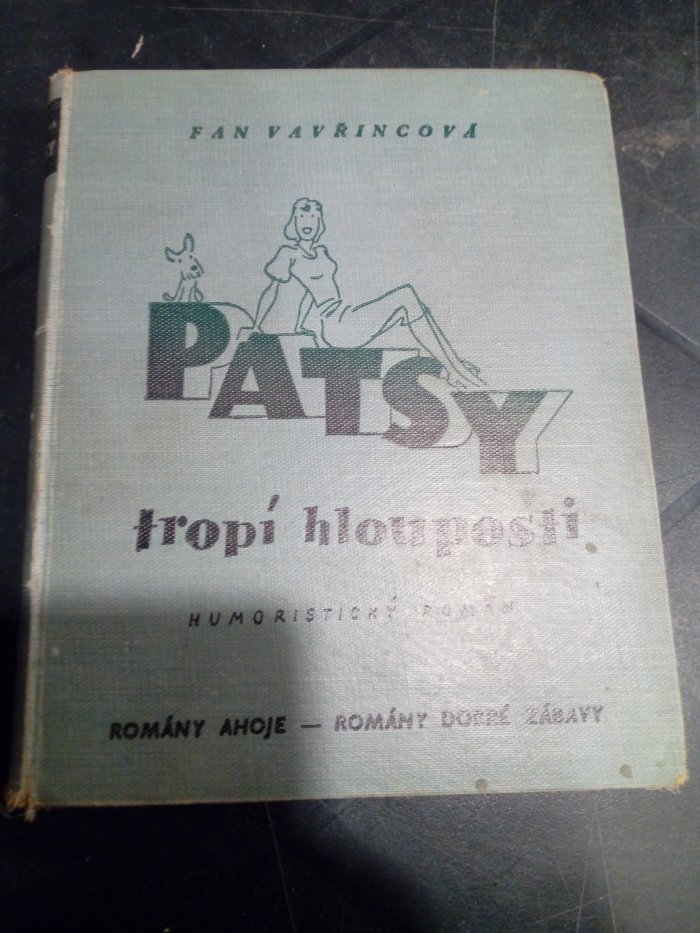 FAN VAVŘINCOVÁ
PATSY
tropí hlouposti
HUMORISTICKÝ ROMÁN
ROMÁNY AHOJE — ROMÁNY DOBRÉ ZÁBAVY